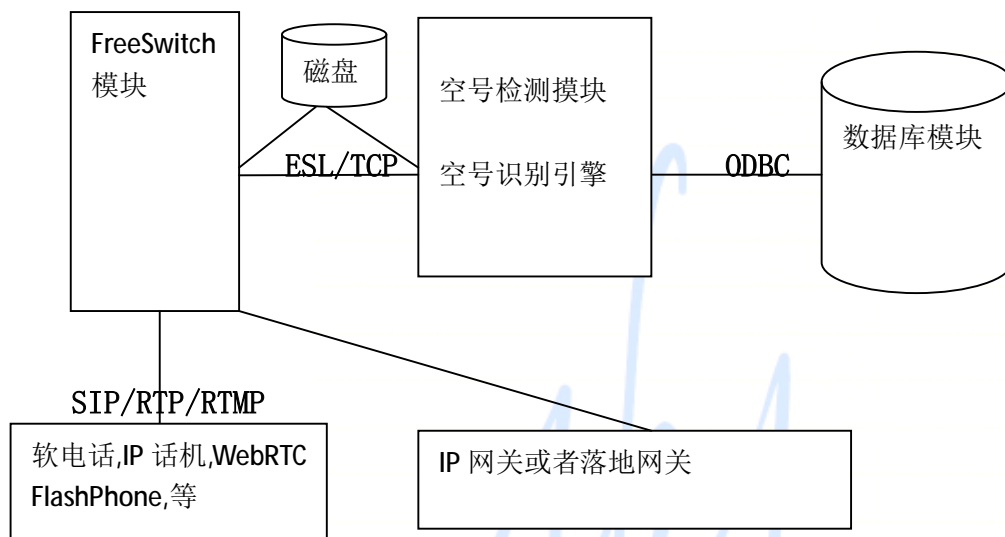 FreeSwitch
模块
磁盘
ESL/TCP
空号检测摸块
空号识别引擎
ODBC
数据库模块
SIP/RTP/RTMP
软电话,IP 话机,WebRTC
FlashPhone,等
IP 网关或者落地网关